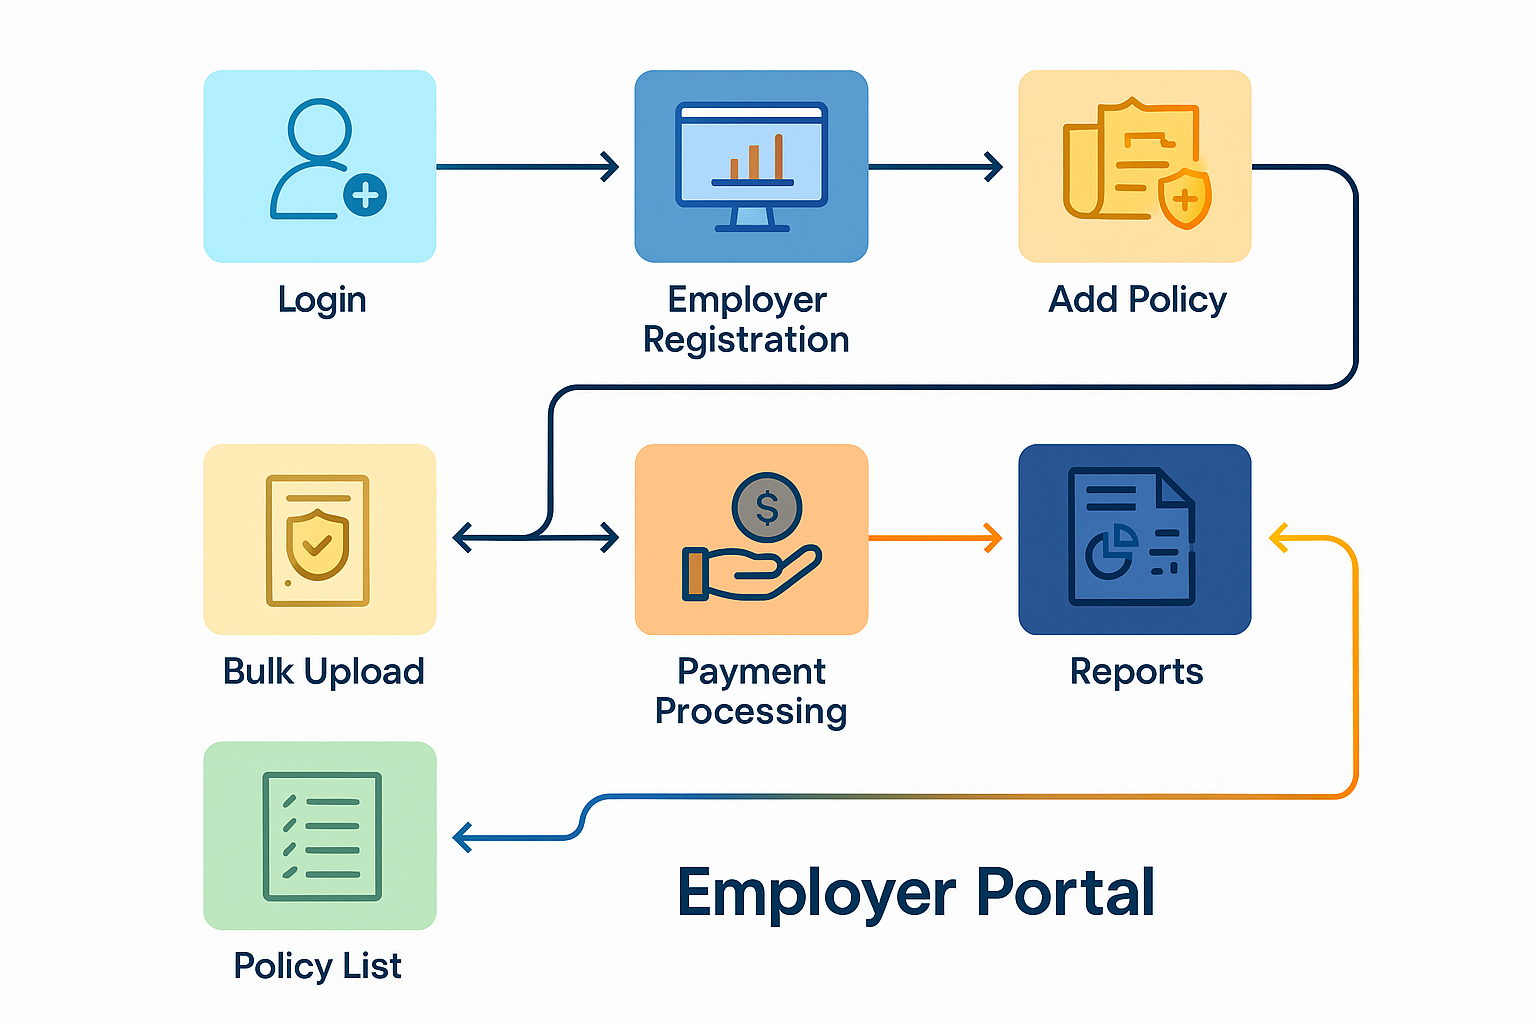 Login
Employer
Registration
Add Policy
Bulk Upload
$
Payment
Processing
Reports
Policy List
Employer Portal